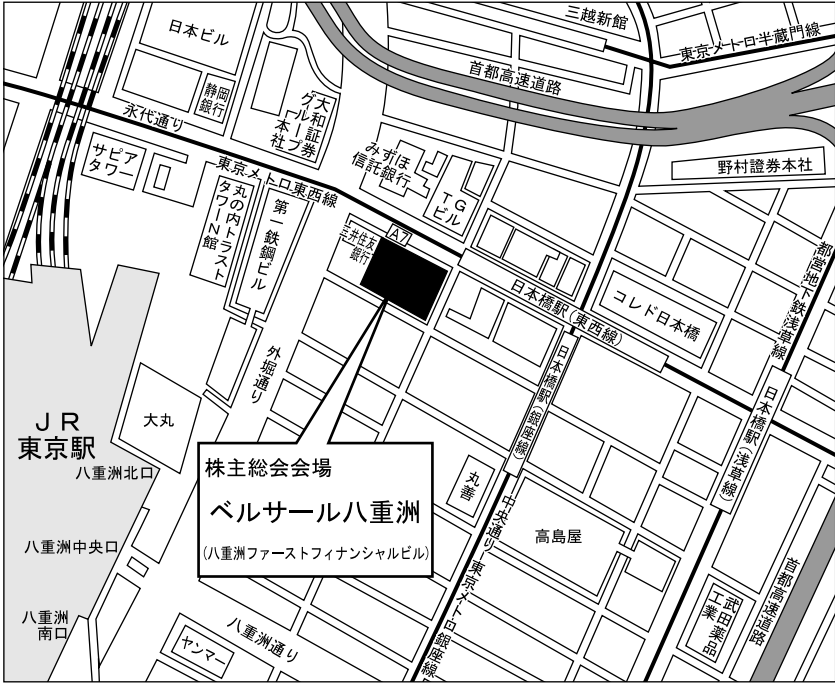 三越新館
東京メトロ半蔵門線
日本ビル
首都高速道路
静岡
銀行
大和証券
グループ
本社
永代通り
サピア
タワー
みずほ
信託銀行
野村證券本社
東京メトロ東西線
TG
ビル
丸の内トラスト
タワーN館
第一鉄鋼ビル
三井住友
銀行
A7
都営地下鉄浅草線
日本橋駅(東西線)
コレド日本橋
外堀通り
日本橋駅(銀座線)
日本橋駅(浅草線)
JR
東京駅
大丸
八重洲北口
株主総会会場
ベルサール八重洲
(八重洲ファーストフィナンシャルビル)
丸善
中央通り
高島屋
八重洲中央口
首都高速道路
東京メトロ銀座線
武田薬品
工業
八重洲
南口
八重洲通り
ヤンマー